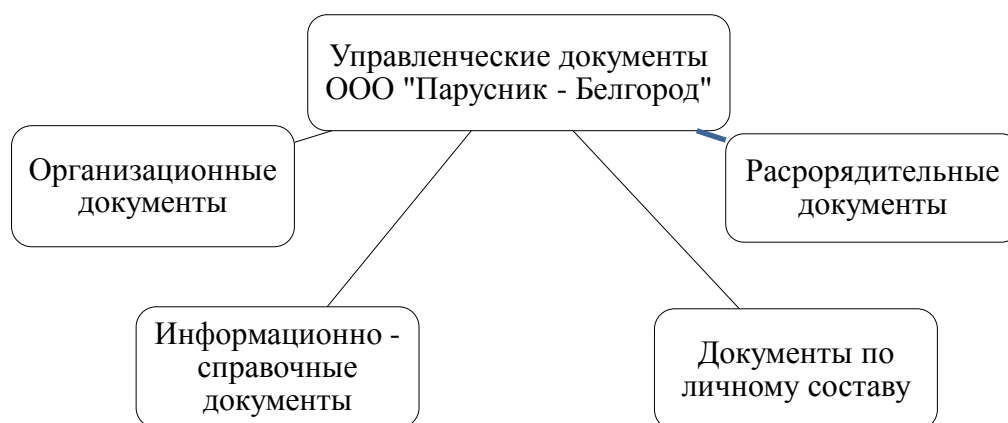 Управленческие документы
ООО "Парусник - Белгород"
Организационные
документы
Расрорядительные
документы
Информационно -
справочные
документы
Документы по
личному составу